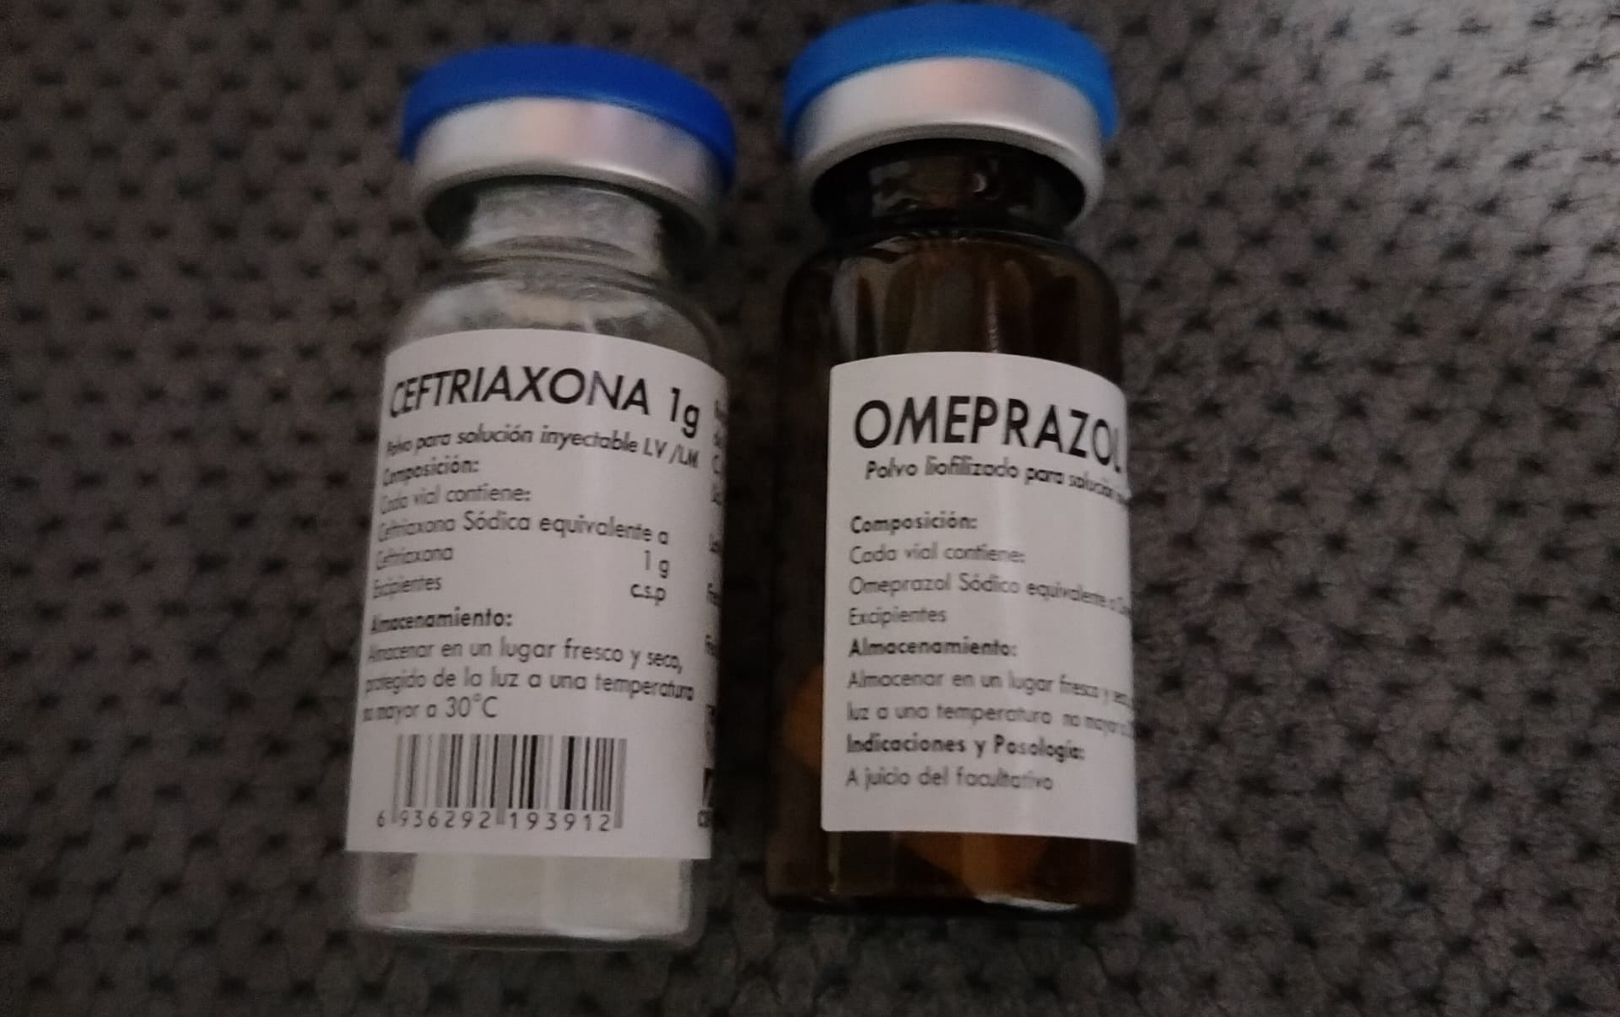 CEFTRIAXONA 1g
Polvo para solución inyectable I.V /I.M
Composición:
Cada vial contiene:
Ceftriaxona Sódica equivalente a
Ceftriaxona 1 g
Excipientes c.s.p
Almacenamiento:
Almacenar en un lugar fresco y seco,
protegido de la luz a una temperatura
no mayor a 30°C
6 936292 193912
OMEPRAZOL
Polvo liofilizado para solución
Composición:
Cada vial contiene:
Omeprazol Sódico equivalente a
Excipientes
Almacenamiento:
Almacenar en un lugar fresco y
luz a una temperatura no mayor
Indicaciones y Posología:
A juicio del facultativo